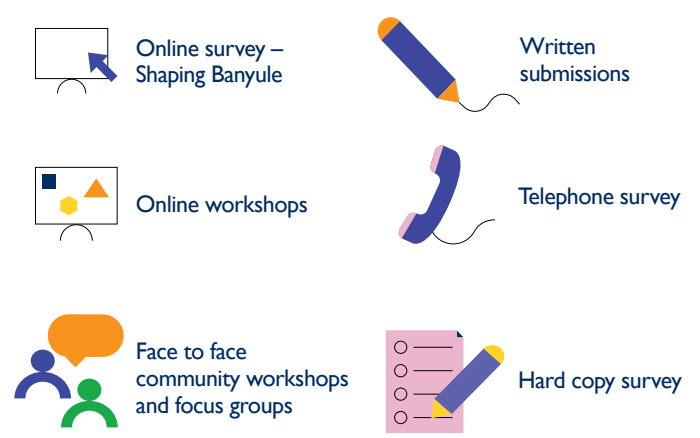 Online survey –
Shaping Banyule
Written
submissions
Online workshops
Telephone survey
Face to face
community workshops
and focus groups
Hard copy survey